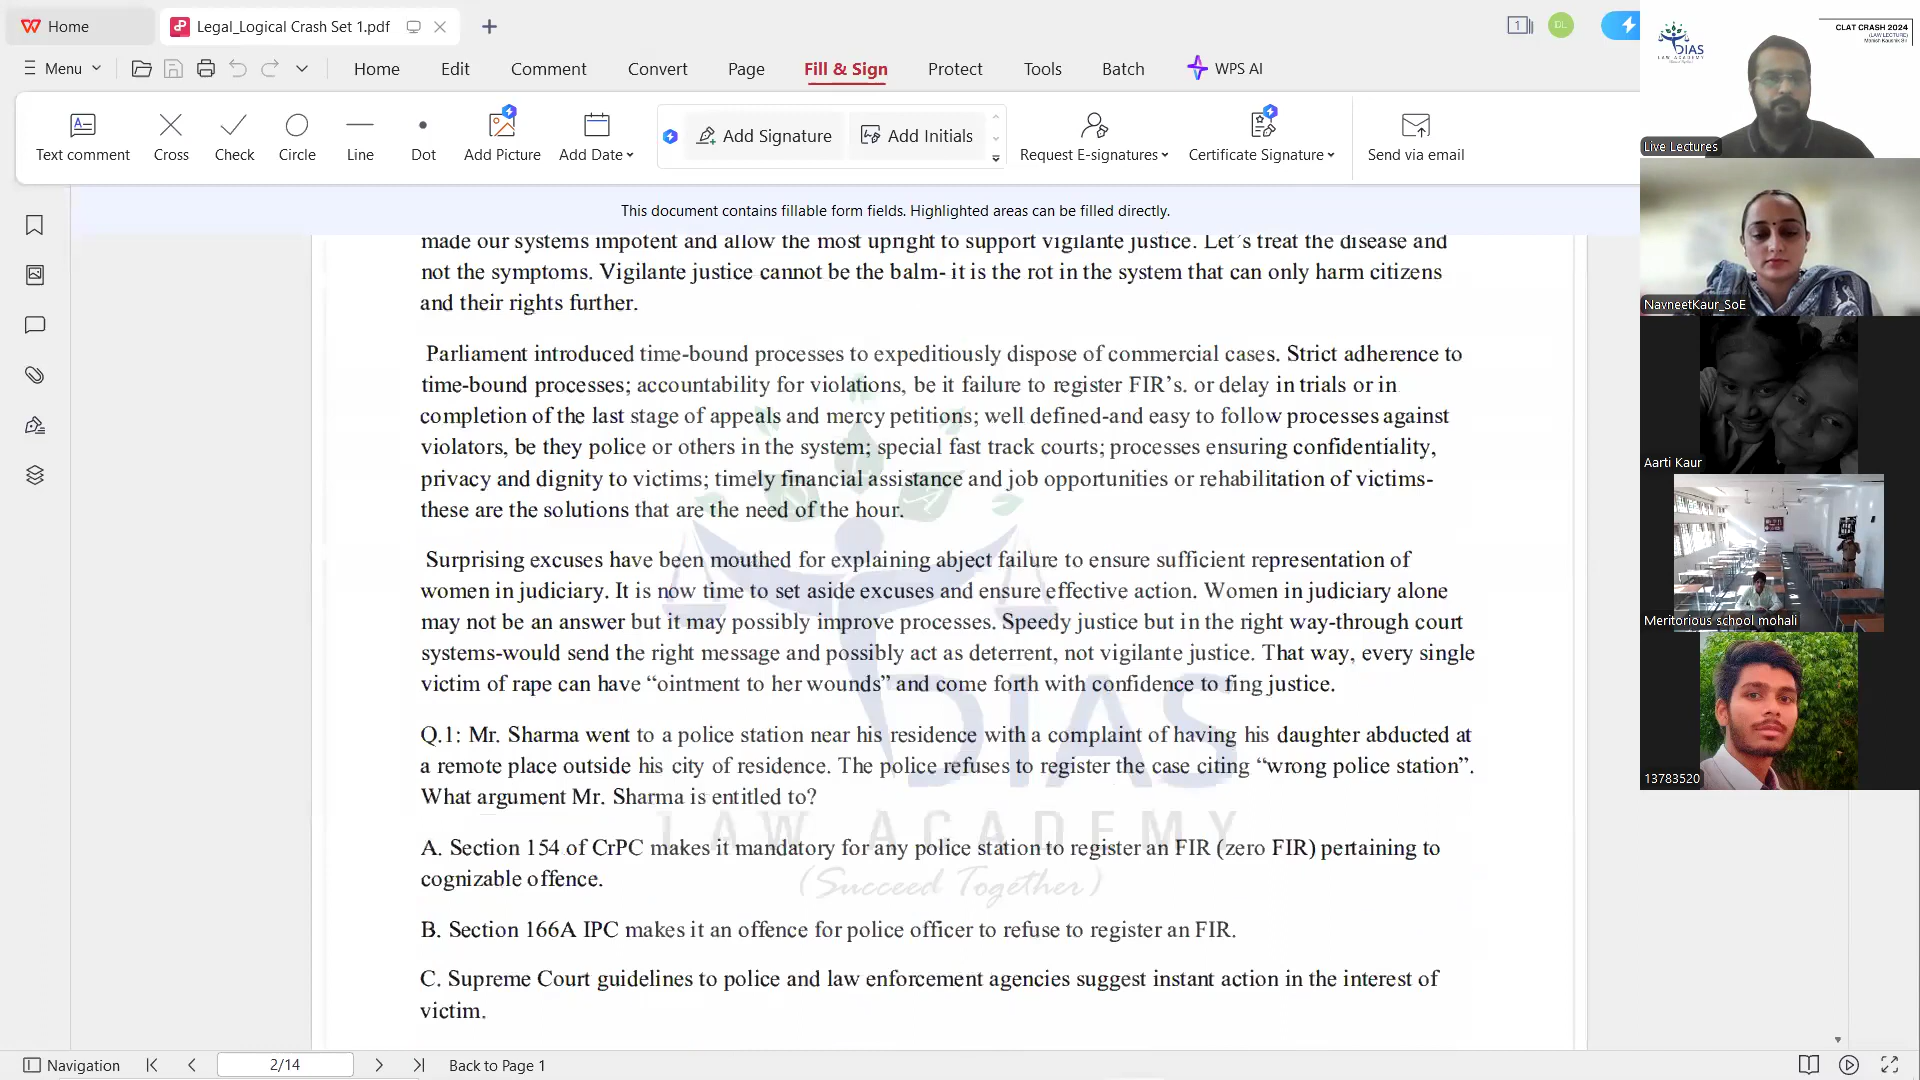 Home
Legal_Logical Crash Set 1.pdf
1
DL
Menu
Home
Edit
Comment
Convert
Page
Fill & Sign
Protect
Tools
Batch
WPS AI
Text comment
Cross
Check
Circle
Line
Dot
Add Picture
Add Date
Add Signature
Add Initials
Request E-signatures
Certificate Signature
Send via email
This document contains fillable form fields. Highlighted areas can be filled directly.
made our systems impotent and allow the most upright to support vigilante justice. Let's treat the disease and
not the symptoms. Vigilante justice cannot be the balm- it is the rot in the system that can only harm citizens
and their rights further.
Parliament introduced time-bound processes to expeditiously dispose of commercial cases. Strict adherence to
time-bound processes; accountability for violations, be it failure to register FIR's. or delay in trials or in
completion of the last stage of appeals and mercy petitions; well defined-and easy to follow processes against
violators, be they police or others in the system; special fast track courts; processes ensuring confidentiality,
privacy and dignity to victims; timely financial assistance and job opportunities or rehabilitation of victims-
these are the solutions that are the need of the hour.
Surprising excuses have been mouthed for explaining abject failure to ensure sufficient representation of
women in judiciary. It is now time to set aside excuses and ensure effective action. Women in judiciary alone
may not be an answer but it may possibly improve processes. Speedy justice but in the right way-through court
systems-would send the right message and possibly act as deterrent, not vigilante justice. That way, every single
victim of rape can have “ointment to her wounds” and come forth with confidence to fing justice.
Q.1: Mr. Sharma went to a police station near his residence with a complaint of having his daughter abducted at
a remote place outside his city of residence. The police refuses to register the case citing “wrong police station”.
What argument Mr. Sharma is entitled to?
A. Section 154 of CrPC makes it mandatory for any police station to register an FIR (zero FIR) pertaining to
cognizable offence.
B. Section 166A IPC makes it an offence for police officer to refuse to register an FIR.
C. Supreme Court guidelines to police and law enforcement agencies suggest instant action in the interest of
victim.
DIAS
LAW ACADEMY
(Succeed Together)
Navigation
2/14
Back to Page 1
DIAS
LAW ACADEMY
CLAT CRASH 2024
(LAW LECTURE)
Live Lectures
NavneetKaur_SoE
Aarti Kaur
Meritorious school mohali
13783520